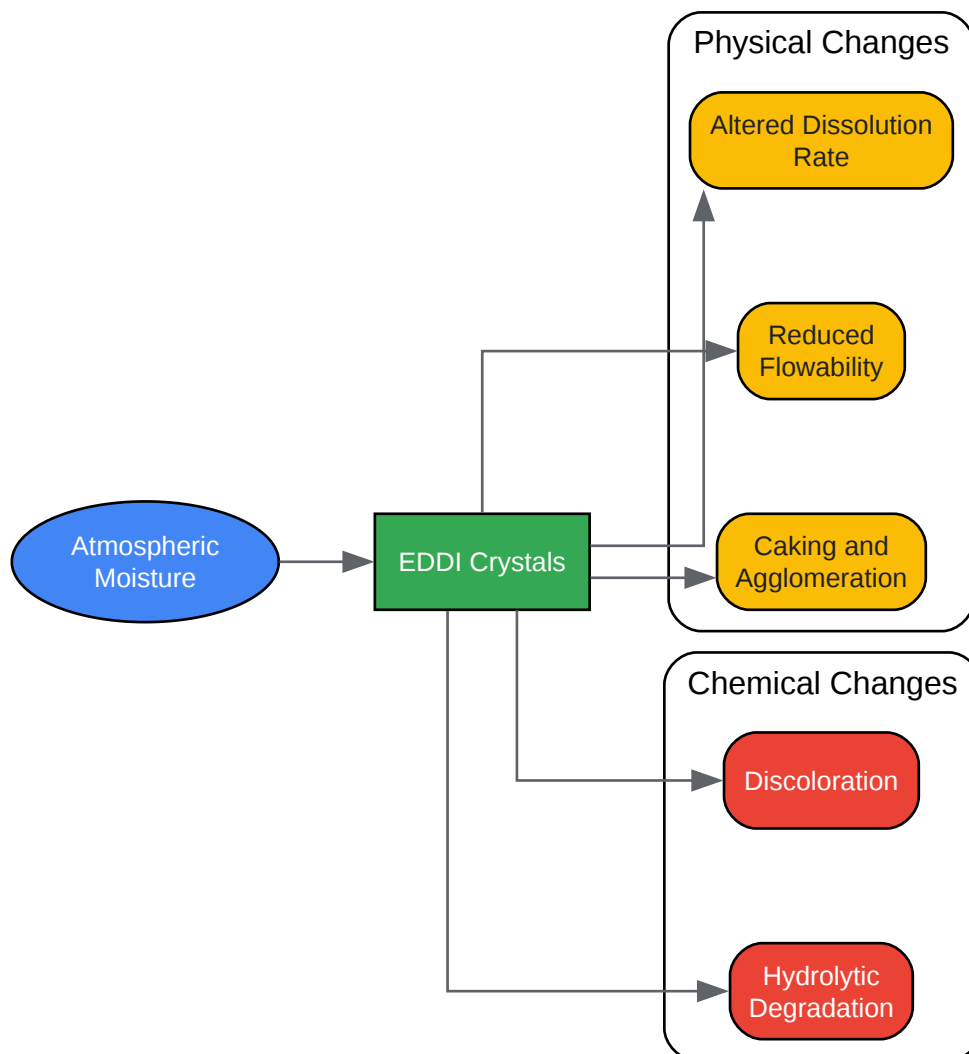 Physical Changes
Altered Dissolution
Rate
Reduced
Flowability
Atmospheric
Moisture
EDDI Crystals
Caking and
Agglomeration
Chemical Changes
Discoloration
Hydrolytic
Degradation